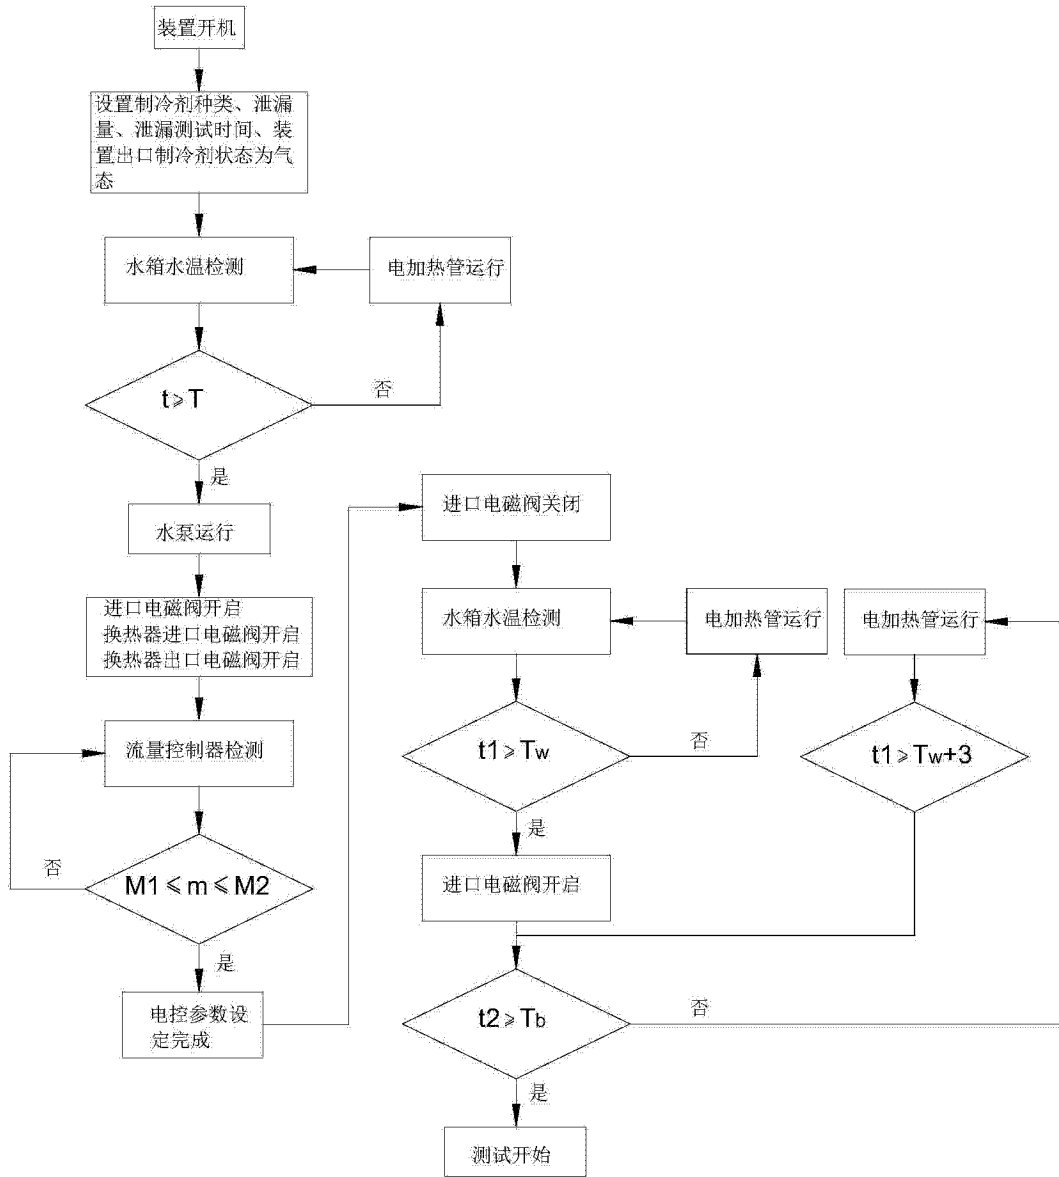 装置开机
设置制冷剂种类、泄漏
量、泄漏测试时间、装
置出口制冷剂状态为气
态
水箱水温检测
电加热管运行
t≥T
否
是
水泵运行
进口电磁阀开启
换热器进口电磁阀开启
换热器出口电磁阀开启
流量控制器检测
否
M1≤m≤M2
是
电控参数设
定完成
进口电磁阀关闭
水箱水温检测
电加热管运行
电加热管运行
t1≥Tw
否
t1≥Tw+3
是
进口电磁阀开启
t2≥Tb
否
是
测试开始